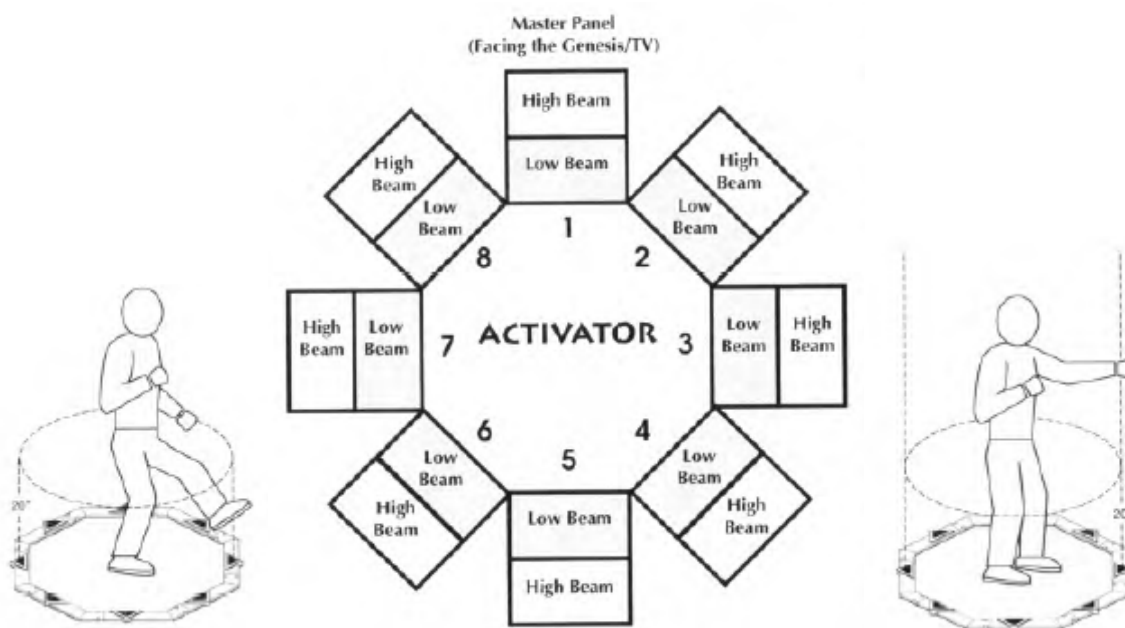 Master Panel
(Facing the Genesis/TV)
High Beam
Low Beam
High
Beam
Low
Beam
High
Beam
Low
Beam
1
8
2
High
Beam
Low
Beam
7
ACTIVATOR
3
Low
Beam
High
Beam
6
4
5
Low
Beam
High
Beam
Low
Beam
High
Beam
Low Beam
High Beam
20"
20